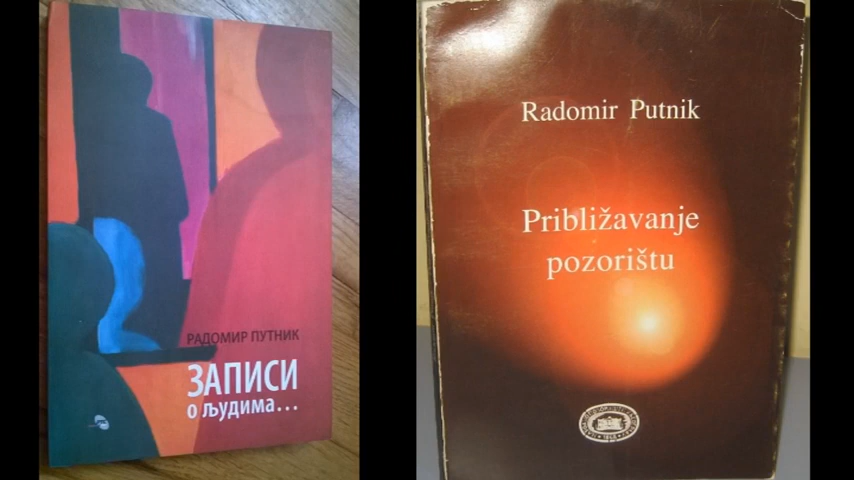 РАДОМИР ПУТНИК
ЗАПИСИ
о људима...
Radomir Putnik
Približavanje
pozorištu